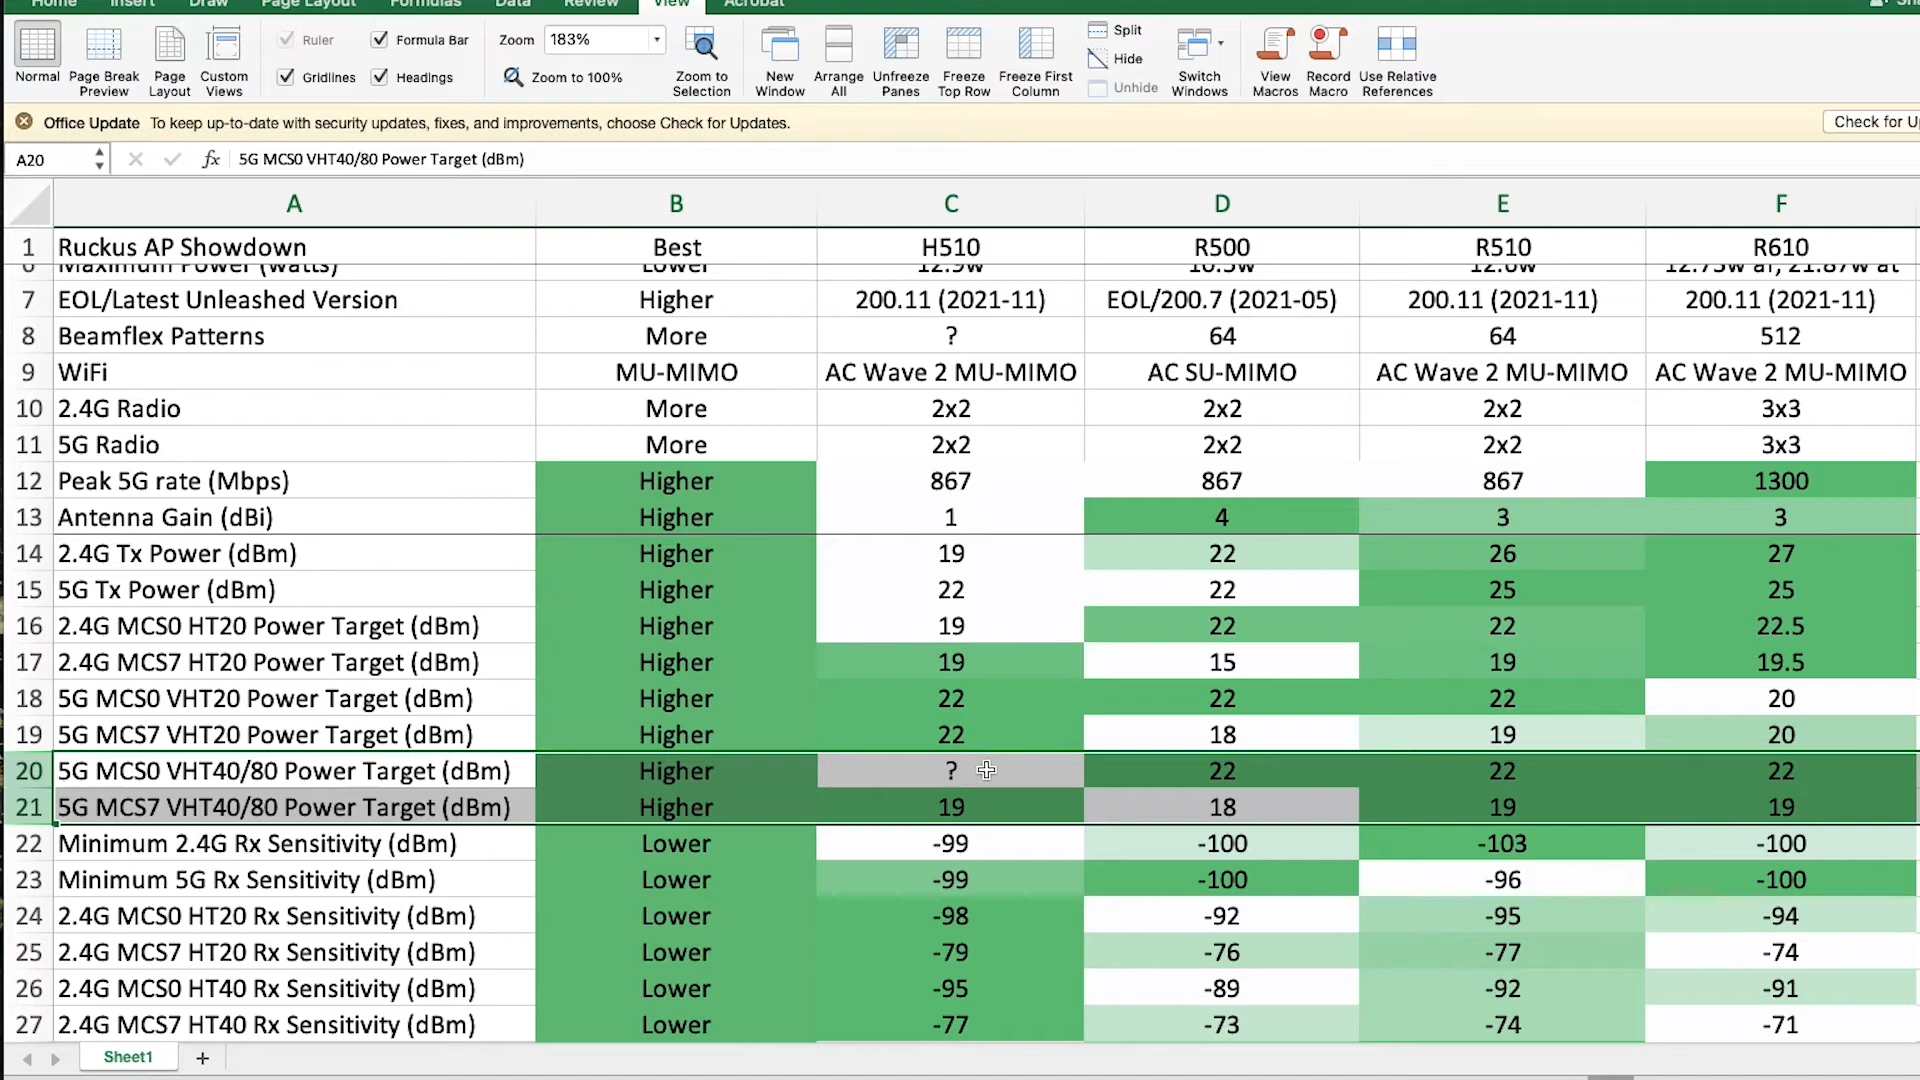 Home Insert Draw Page Layout Formulas Data Review View Acrobat
Normal Page Break Preview Page Layout Custom Views Ruler Formula Bar Gridlines Headings Zoom 183% Zoom to 100% Zoom to Selection New Window Arrange All Unfreeze Panes Freeze Top Row Freeze First Column Split Hide Unhide Switch Windows View Macros Record Macro Use Relative References
Office Update To keep up-to-date with security updates, fixes, and improvements, choose Check for Updates. Check for
A20 fx 5G MCS0 VHT40/80 Power Target (dBm)
A B C D E F
1 Ruckus AP Showdown Best H510 R500 R510 R610
6 Maximum Power (watts) Lower 12.9w 10.5w 12.6w 12.75w af, 21.87w at
7 EOL/Latest Unleashed Version Higher 200.11 (2021-11) EOL/200.7 (2021-05) 200.11 (2021-11) 200.11 (2021-11)
8 Beamflex Patterns More ? 64 64 512
9 WiFi MU-MIMO AC Wave 2 MU-MIMO AC SU-MIMO AC Wave 2 MU-MIMO AC Wave 2 MU-MIMO
10 2.4G Radio More 2x2 2x2 2x2 3x3
11 5G Radio More 2x2 2x2 2x2 3x3
12 Peak 5G rate (Mbps) Higher 867 867 867 1300
13 Antenna Gain (dBi) Higher 1 4 3 3
14 2.4G Tx Power (dBm) Higher 19 22 26 27
15 5G Tx Power (dBm) Higher 22 22 25 25
16 2.4G MCS0 HT20 Power Target (dBm) Higher 19 22 22 22.5
17 2.4G MCS7 HT20 Power Target (dBm) Higher 19 15 19 19.5
18 5G MCS0 VHT20 Power Target (dBm) Higher 22 22 22 20
19 5G MCS7 VHT20 Power Target (dBm) Higher 22 18 19 20
20 5G MCS0 VHT40/80 Power Target (dBm) Higher ? 22 22 22
21 5G MCS7 VHT40/80 Power Target (dBm) Higher 19 18 19 19
22 Minimum 2.4G Rx Sensitivity (dBm) Lower -99 -100 -103 -100
23 Minimum 5G Rx Sensitivity (dBm) Lower -99 -100 -96 -100
24 2.4G MCS0 HT20 Rx Sensitivity (dBm) Lower -98 -92 -95 -94
25 2.4G MCS7 HT20 Rx Sensitivity (dBm) Lower -79 -76 -77 -74
26 2.4G MCS0 HT40 Rx Sensitivity (dBm) Lower -95 -89 -92 -91
27 2.4G MCS7 HT40 Rx Sensitivity (dBm) Lower -77 -73 -74 -71
Sheet1 +